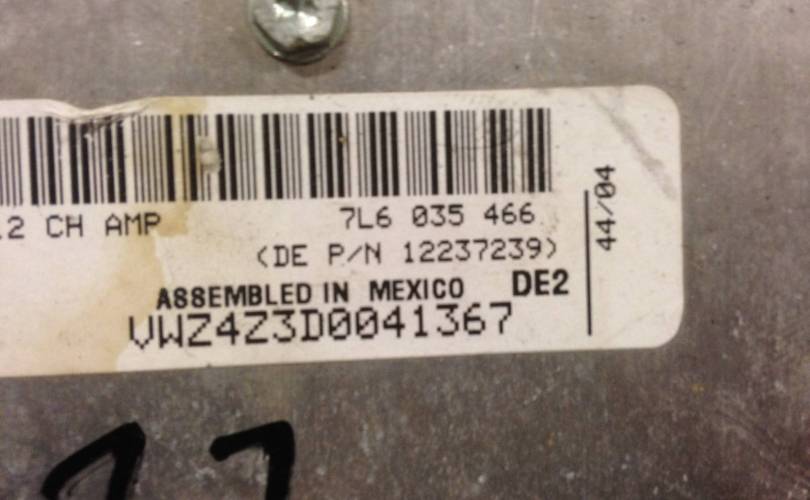 .2 CH AMP 7L6 035 466
(DE P/N 12237239)
ASSEMBLED IN MEXICO DE2
VWZ4Z3D0041367
44/04